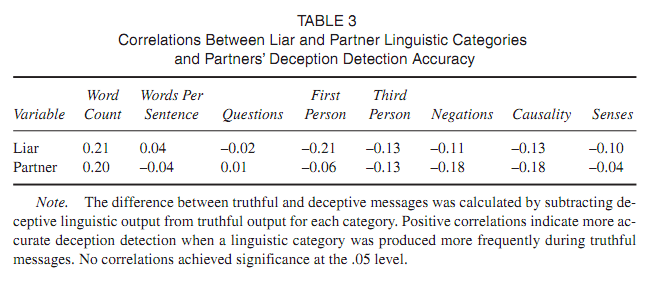 TABLE 3
Correlations Between Liar and Partner Linguistic Categories
and Partners' Deception Detection Accuracy
Word Words Per First Third
Variable Count Sentence Questions Person Person Negations Causality Senses
Liar 0.21 0.04 –0.02 –0.21 –0.13 –0.11 –0.13 –0.10
Partner 0.20 –0.04 0.01 –0.06 –0.13 –0.18 –0.18 –0.04
Note. The difference between truthful and deceptive messages was calculated by subtracting de-
ceptive linguistic output from truthful output for each category. Positive correlations indicate more ac-
curate deception detection when a linguistic category was produced more frequently during truthful
messages. No correlations achieved significance at the .05 level.